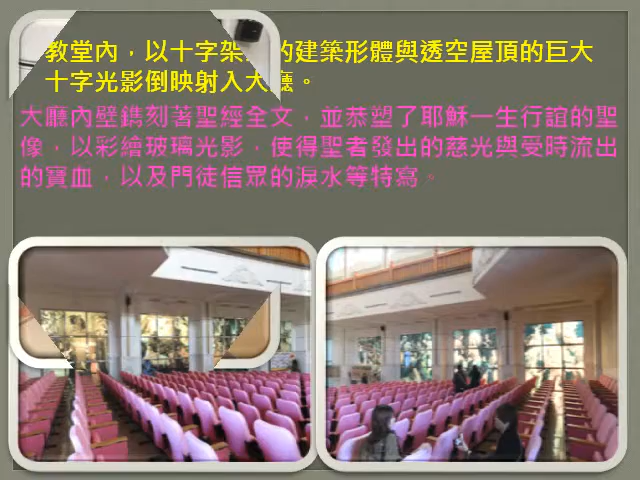 教堂內，以十字架 的建築形體與透空屋頂的巨大
十字光影倒映射入大廳。
大廳內壁鐫刻著聖經全文，並恭塑了耶穌一生行誼的聖
像，以彩繪玻璃光影，使得聖者發出的慈光與受時流出
的寶血，以及門徒信眾的淚水等特寫。